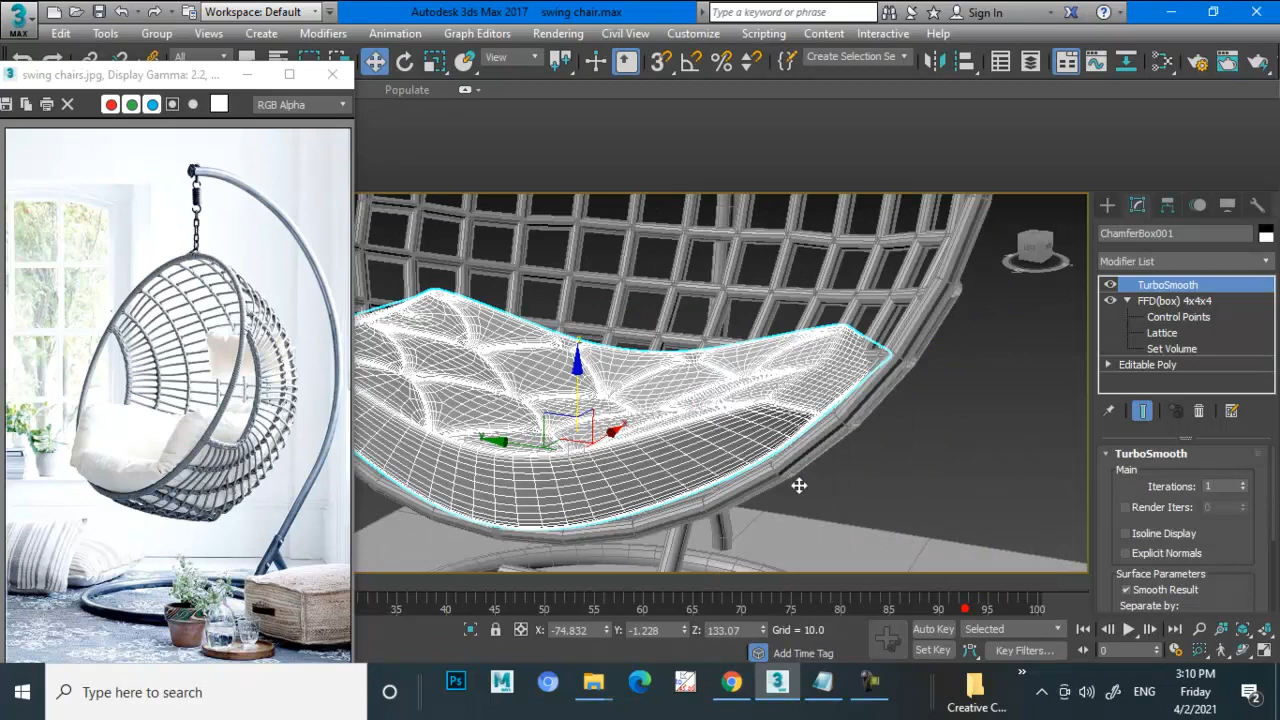 Workspace: Default
Autodesk 3ds Max 2017 swing chair.max
Type a keyword or phrase
Sign In
MAX
Edit Tools Group Views Create Modifiers Animation Graph Editors Rendering Civil View Customize Scripting Content Interactive Help
All
View
Create Selection Se
swing chairs.jpg, Display Gamma: 2.2, ...
Populate
RGB Alpha
ChamferBox001
Modifier List
TurboSmooth
FFD(box) 4x4x4
Control Points
Lattice
Set Volume
Editable Poly
TurboSmooth
Main
Iterations: 1
Render Iters: 0
Isoline Display
Explicit Normals
Surface Parameters
Smooth Result
Separate by:
35 40 45 50 55 60 65 70 75 80 85 90 95 100
X: -74.832 Y: -1.228 Z: 133.07 Grid = 10.0
Auto Key Selected
Add Time Tag
Set Key Key Filters... 0
Type here to search
Ps
Creative C...
ENG
3:10 PM
Friday
4/2/2021
2